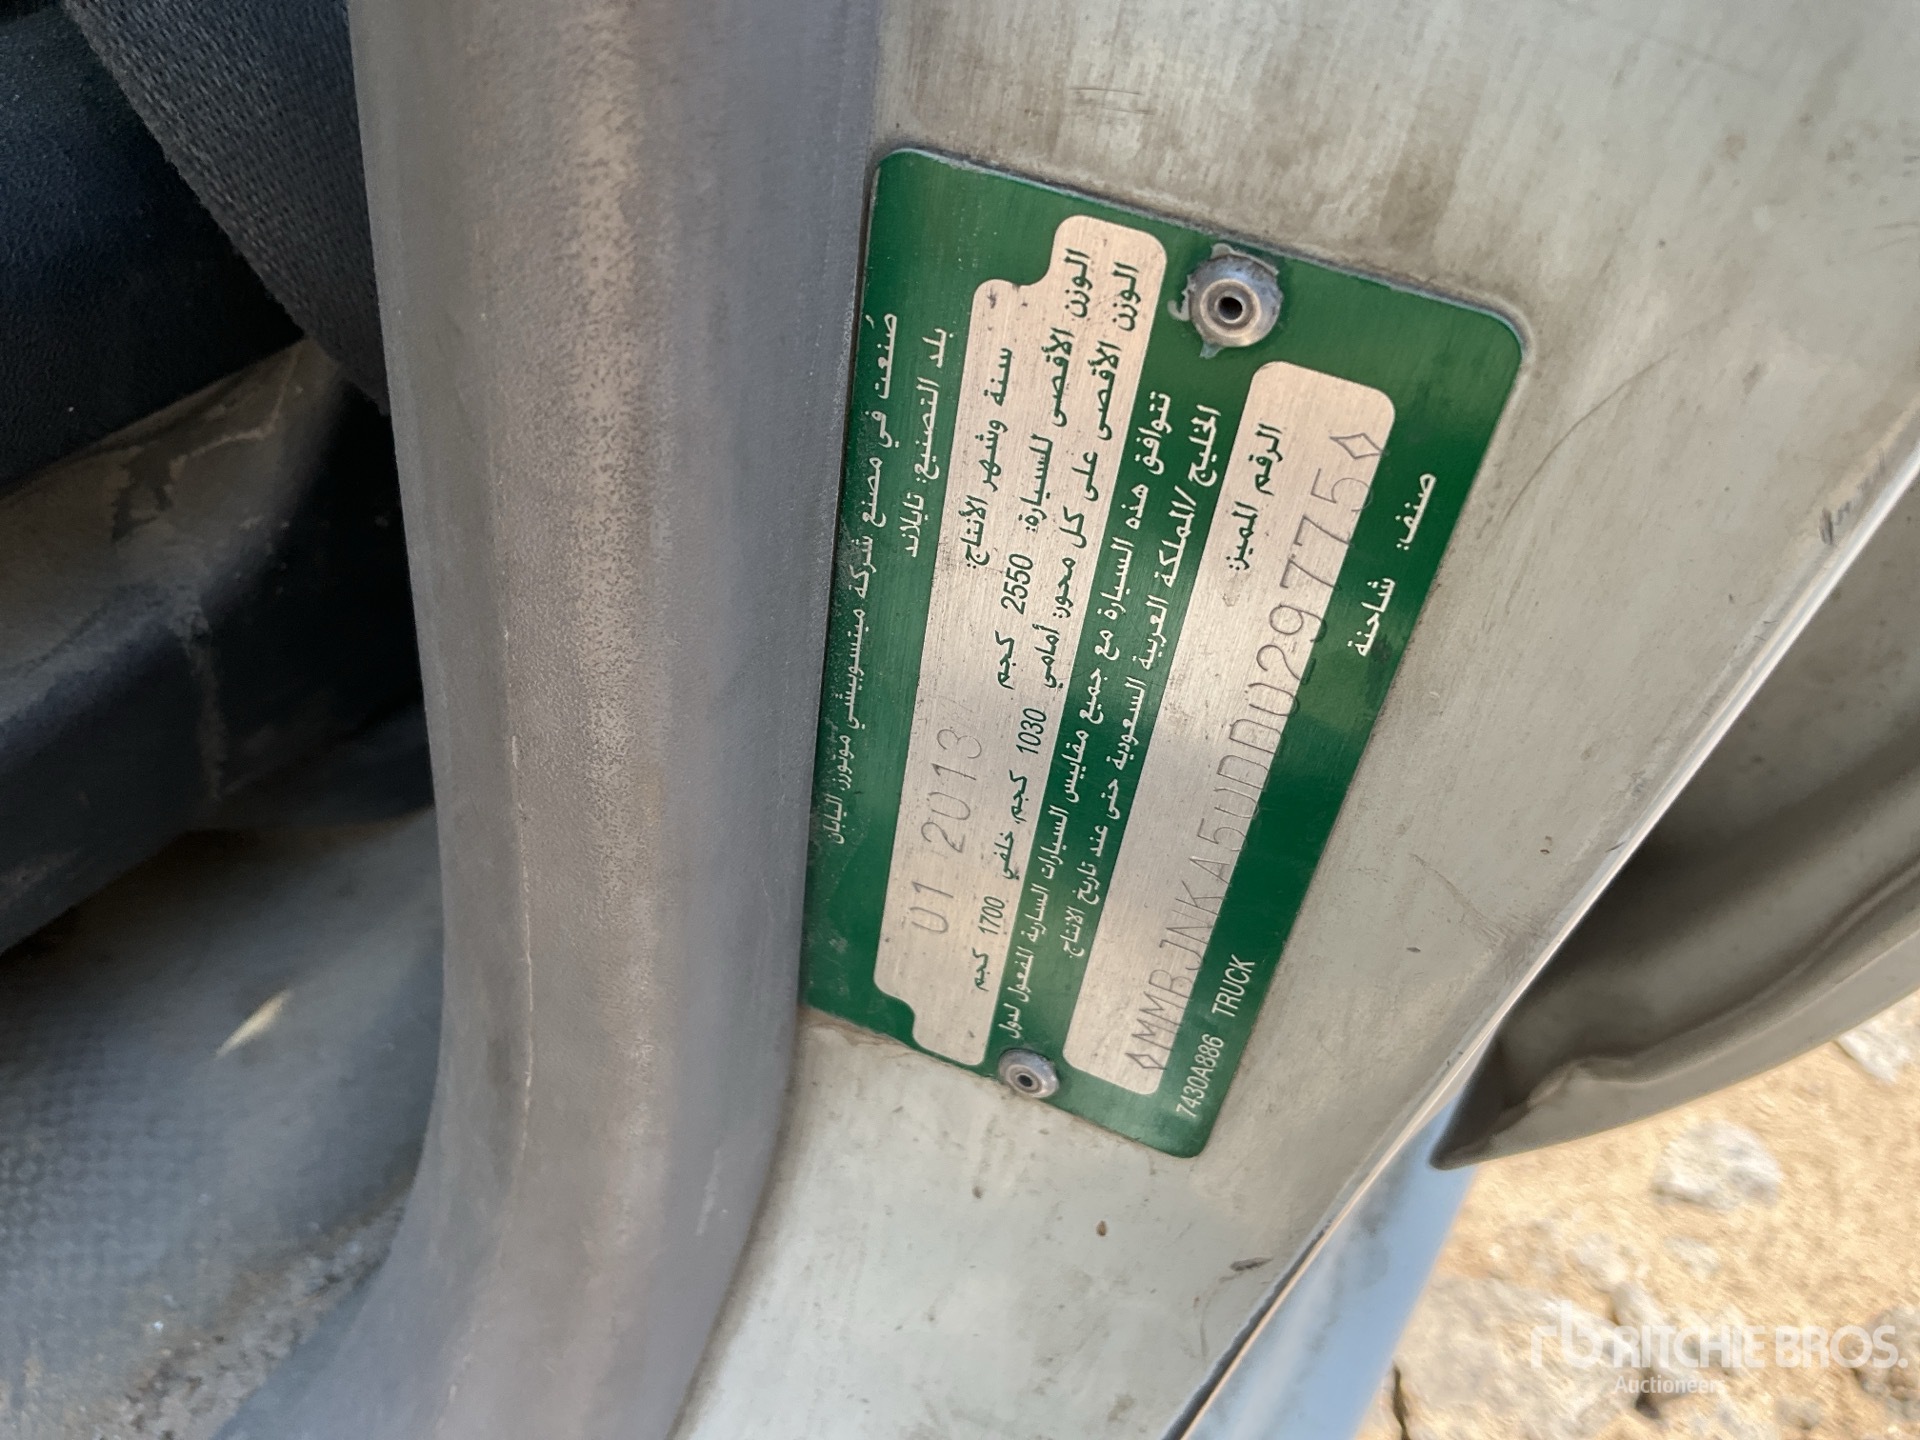 صُنعت في مصنع شركة ميتسوبيشي موتورز، اليابان
بلد التصنيع: تايلاند
سنة وشهر الأنتاج: 01 2013
الوزن الأقصى للسيارة: 2550 كجم
الوزن الأقصى على كل محور: أمامي 1030 كجم، خلفي 1700 كجم
تتوافق هذه السيارة مع جميع مقاييس السيارات السارية المفعول لدول
الخليج /المملكة العربية السعودية حتى عند تاريخ الانتاج.
الرقم المميز:
◇MMBJNKA50DD029775◇
صنف: شاحنة
7430A886 TRUCK
rb RITCHIE BROS.
Auctioneers